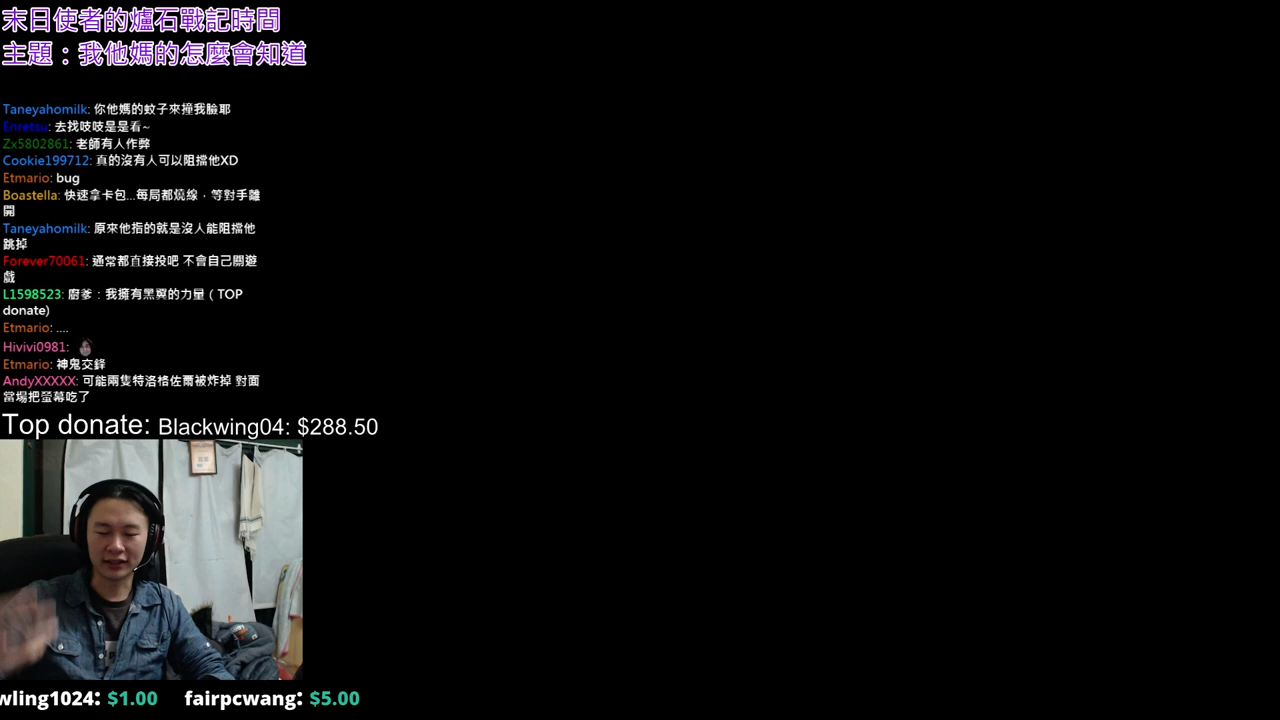 末日使者的爐石戰記時間
主題：我他媽的怎麼會知道
Taneyahomilk: 你他媽的蚊子來撞我臉耶
Enretsu: 去找吱吱是是看~
Zx5802861: 老師有人作弊
Cookie199712: 真的沒有人可以阻擋他XD
Etmario: bug
Boastella: 快速拿卡包...每局都燒線，等對手離
開
Taneyahomilk: 原來他指的就是沒人能阻擋他
跳掉
Forever70061: 通常都直接投吧 不會自己關遊
戲
L1598523: 廚爹：我擁有黑翼的力量（TOP
donate)
Etmario: ....
Hivivi0981:
Etmario: 神鬼交鋒
AndyXXXXX: 可能兩隻特洛格佐爾被炸掉 對面
當場把螢幕吃了
Top donate: Blackwing04: $288.50
wling1024: $1.00 fairpcwang: $5.00